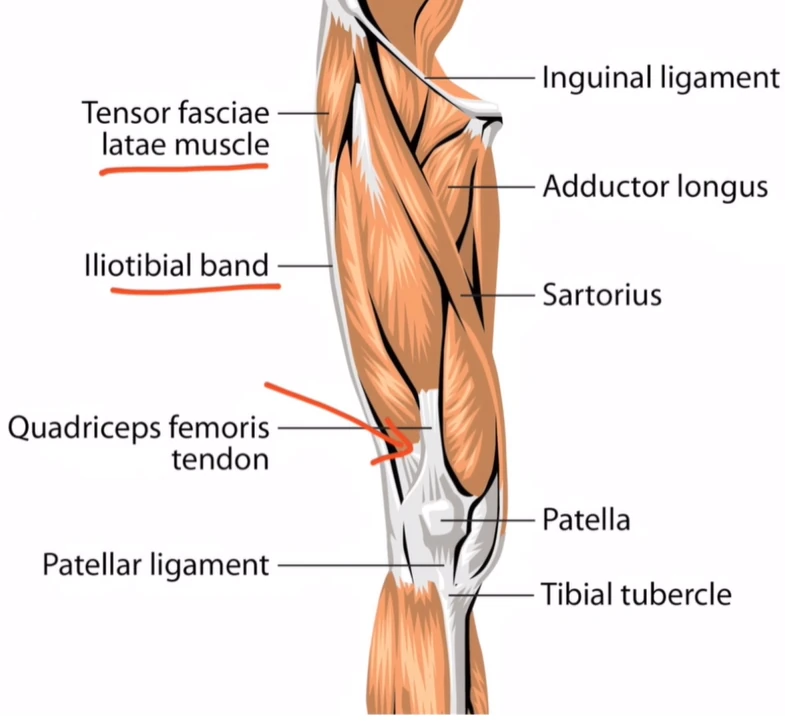 Inguinal ligament
Tensor fasciae
latae muscle
Adductor longus
Iliotibial band
Sartorius
Quadriceps femoris
tendon
Patella
Patellar ligament
Tibial tubercle